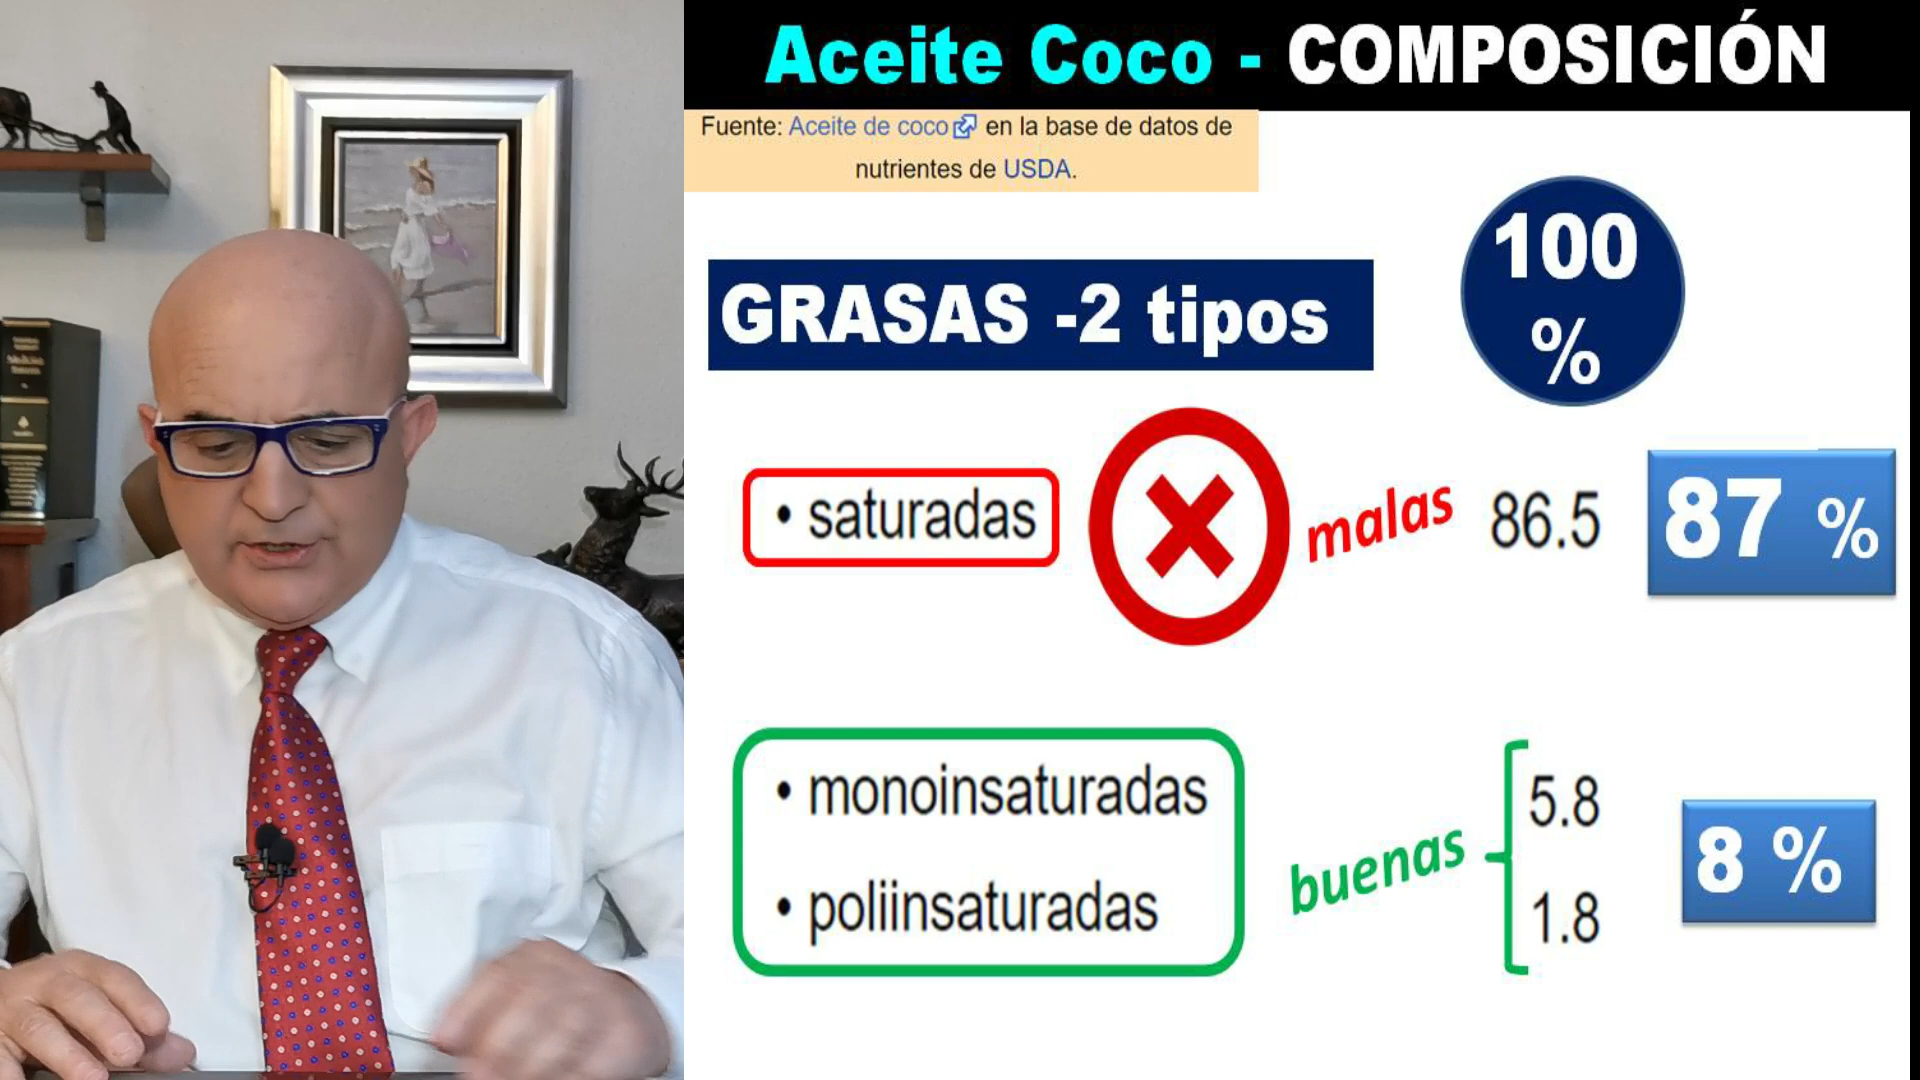 Aceite Coco - COMPOSICIÓN
Fuente: Aceite de coco en la base de datos de
nutrientes de USDA.
100
%
GRASAS -2 tipos
• saturadas
malas
86.5
87 %
• monoinsaturadas
5.8
buenas
8 %
• poliinsaturadas
1.8